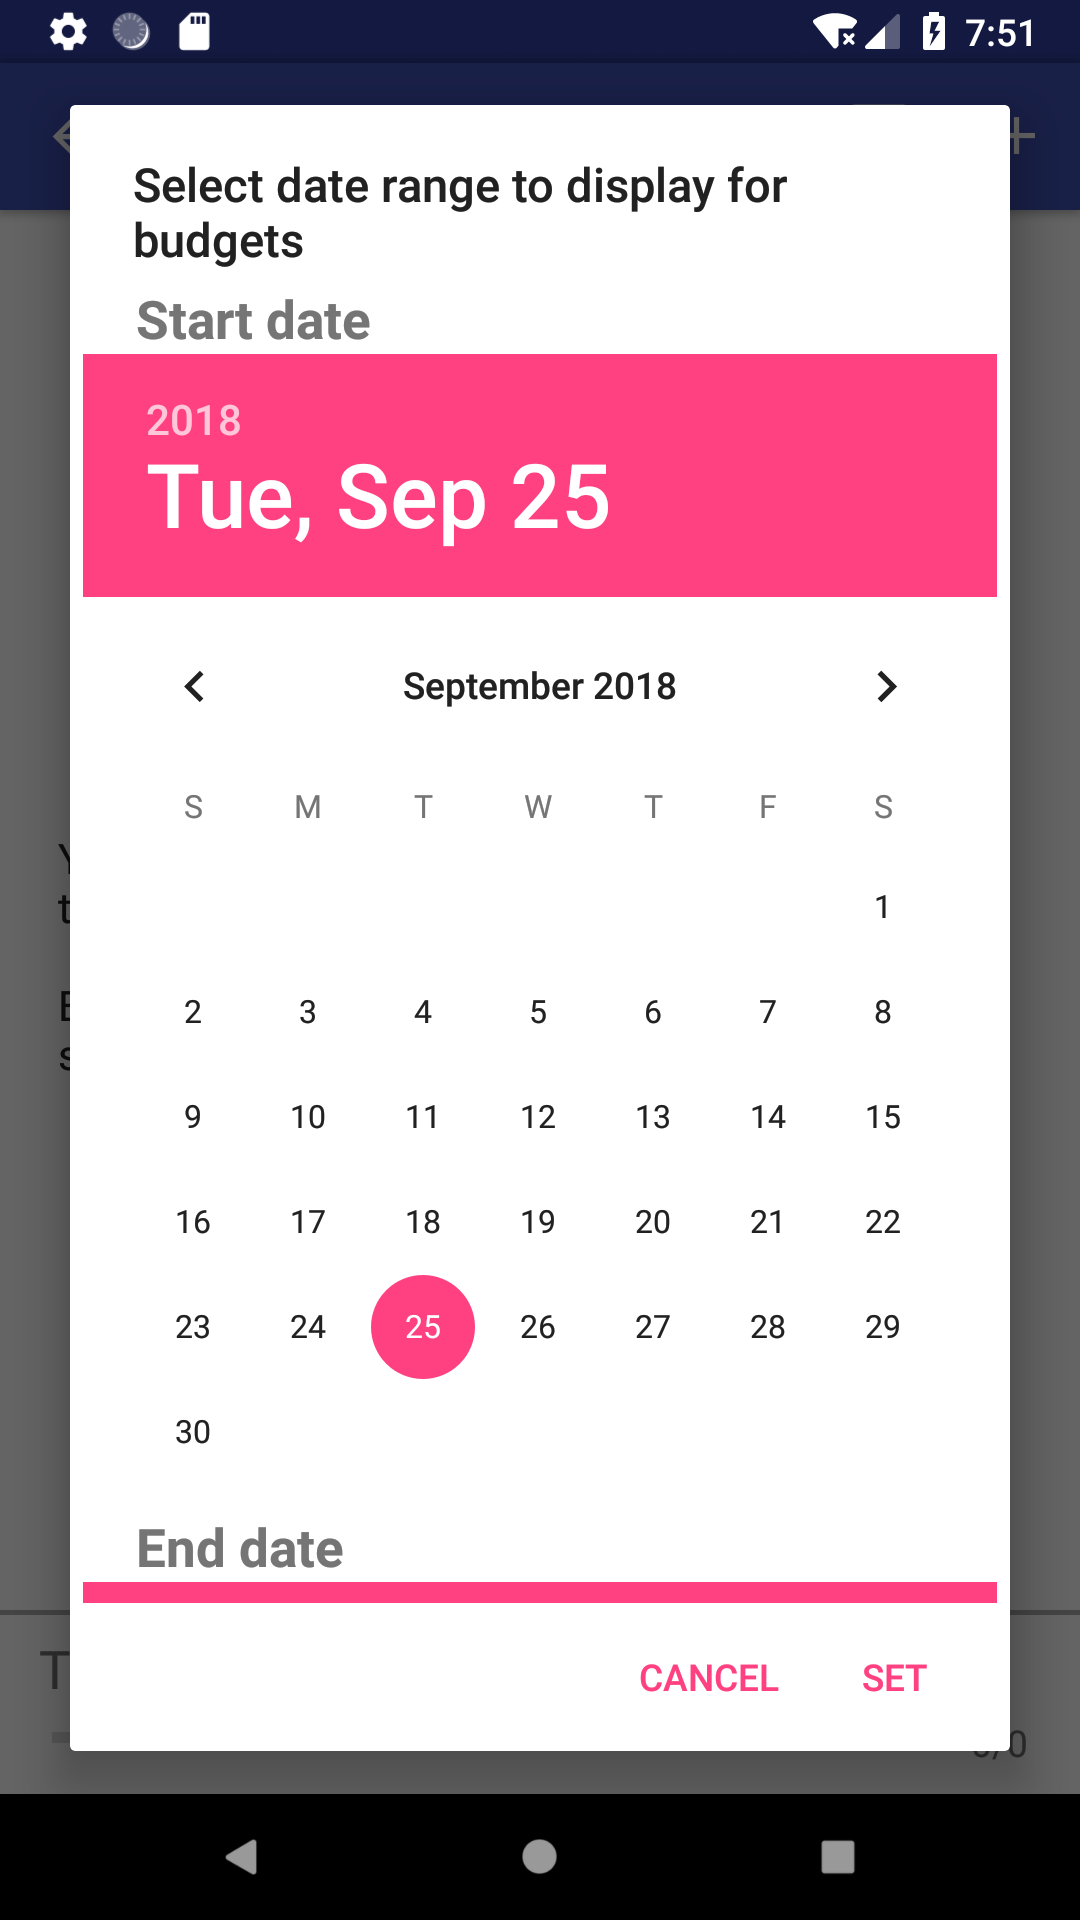 7:51
Select date range to display for
budgets
Start date
2018
Tue, Sep 25
September 2018
S M T W T F S
1
2 3 4 5 6 7 8
9 10 11 12 13 14 15
16 17 18 19 20 21 22
23 24 25 26 27 28 29
30
End date
CANCEL SET